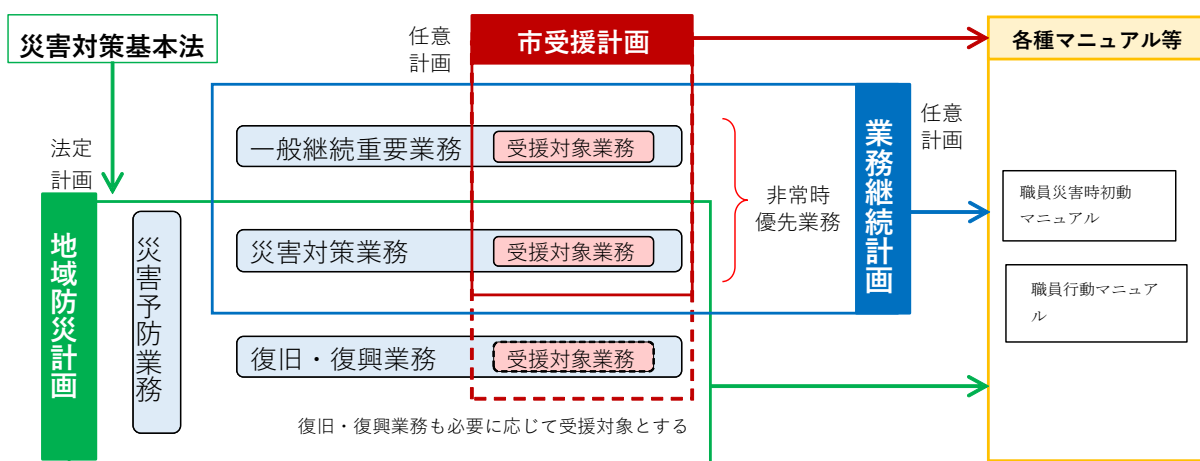 災害対策基本法
任意
計画
市受援計画
各種マニュアル等
法定
計画
一般継続重要業務
受援対象業務
非常時
優先業務
業務継続計画
任意
計画
地域防災計画
災害予防業務
災害対策業務
受援対象業務
職員災害時初動
マニュアル
職員行動マニュア
ル
復旧・復興業務
受援対象業務
復旧・復興業務も必要に応じて受援対象とする